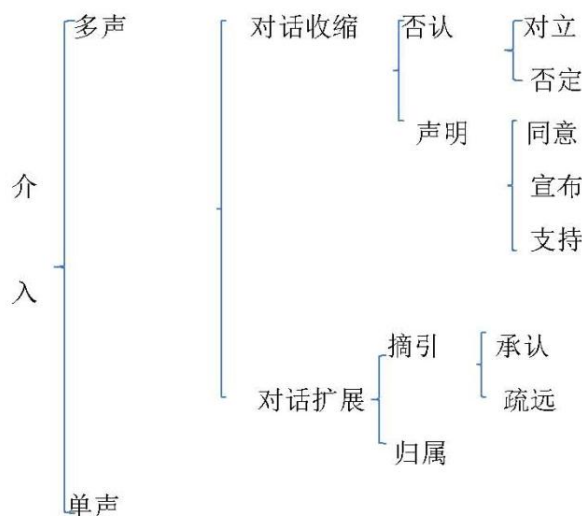 多声 对话收缩 否认 对立
否定
声明 同意
介 宣布
支持
入
摘引 承认
对话扩展 疏远
归属
单声